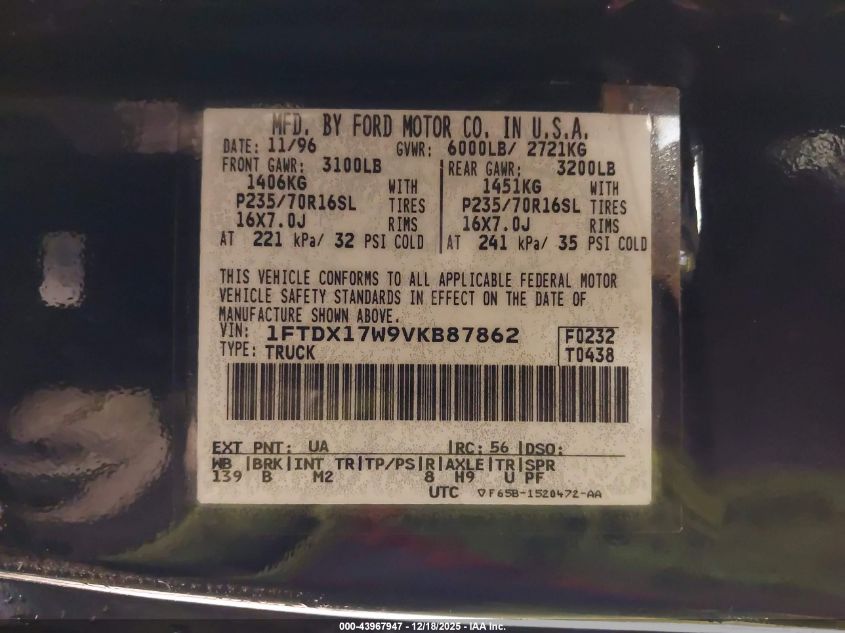 MFD. BY FORD MOTOR CO. IN U.S.A.
DATE: 11/96 GVWR: 6000LB/ 2721KG
FRONT GAWR: 3100LB REAR GAWR: 3200LB
1406KG WITH 1451KG WITH
P235/70R16SL TIRES P235/70R16SL TIRES
16X7.0J RIMS 16X7.0J RIMS
AT 221 kPa/ 32 PSI COLD AT 241 kPa/ 35 PSI COLD
THIS VEHICLE CONFORMS TO ALL APPLICABLE FEDERAL MOTOR
VEHICLE SAFETY STANDARDS IN EFFECT ON THE DATE OF
MANUFACTURE SHOWN ABOVE.
VIN: 1FTDX17W9VKB87862 F0232
TYPE: TRUCK T0438
EXT PNT: UA RC: 56 DSO:
WB BRK INT TR TP/PS R AXLE TR SPR
139 B M2 8 H9 U PF
UTC ▽F65B-1520472-AA
000-43967947 - 12/18/2025 - IAA Inc.